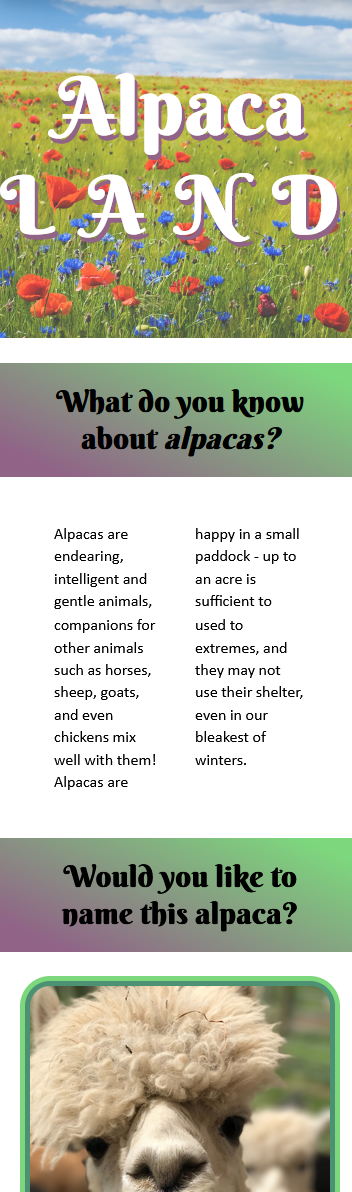 Alpaca
LAND
What do you know
about alpacas?
Alpacas are
endearing,
intelligent and
gentle animals,
companions for
other animals
such as horses,
sheep, goats,
and even
chickens mix
well with them!
Alpacas are
happy in a small
paddock - up to
an acre is
sufficient to
used to
extremes, and
they may not
use their shelter,
even in our
bleakest of
winters.
Would you like to
name this alpaca?